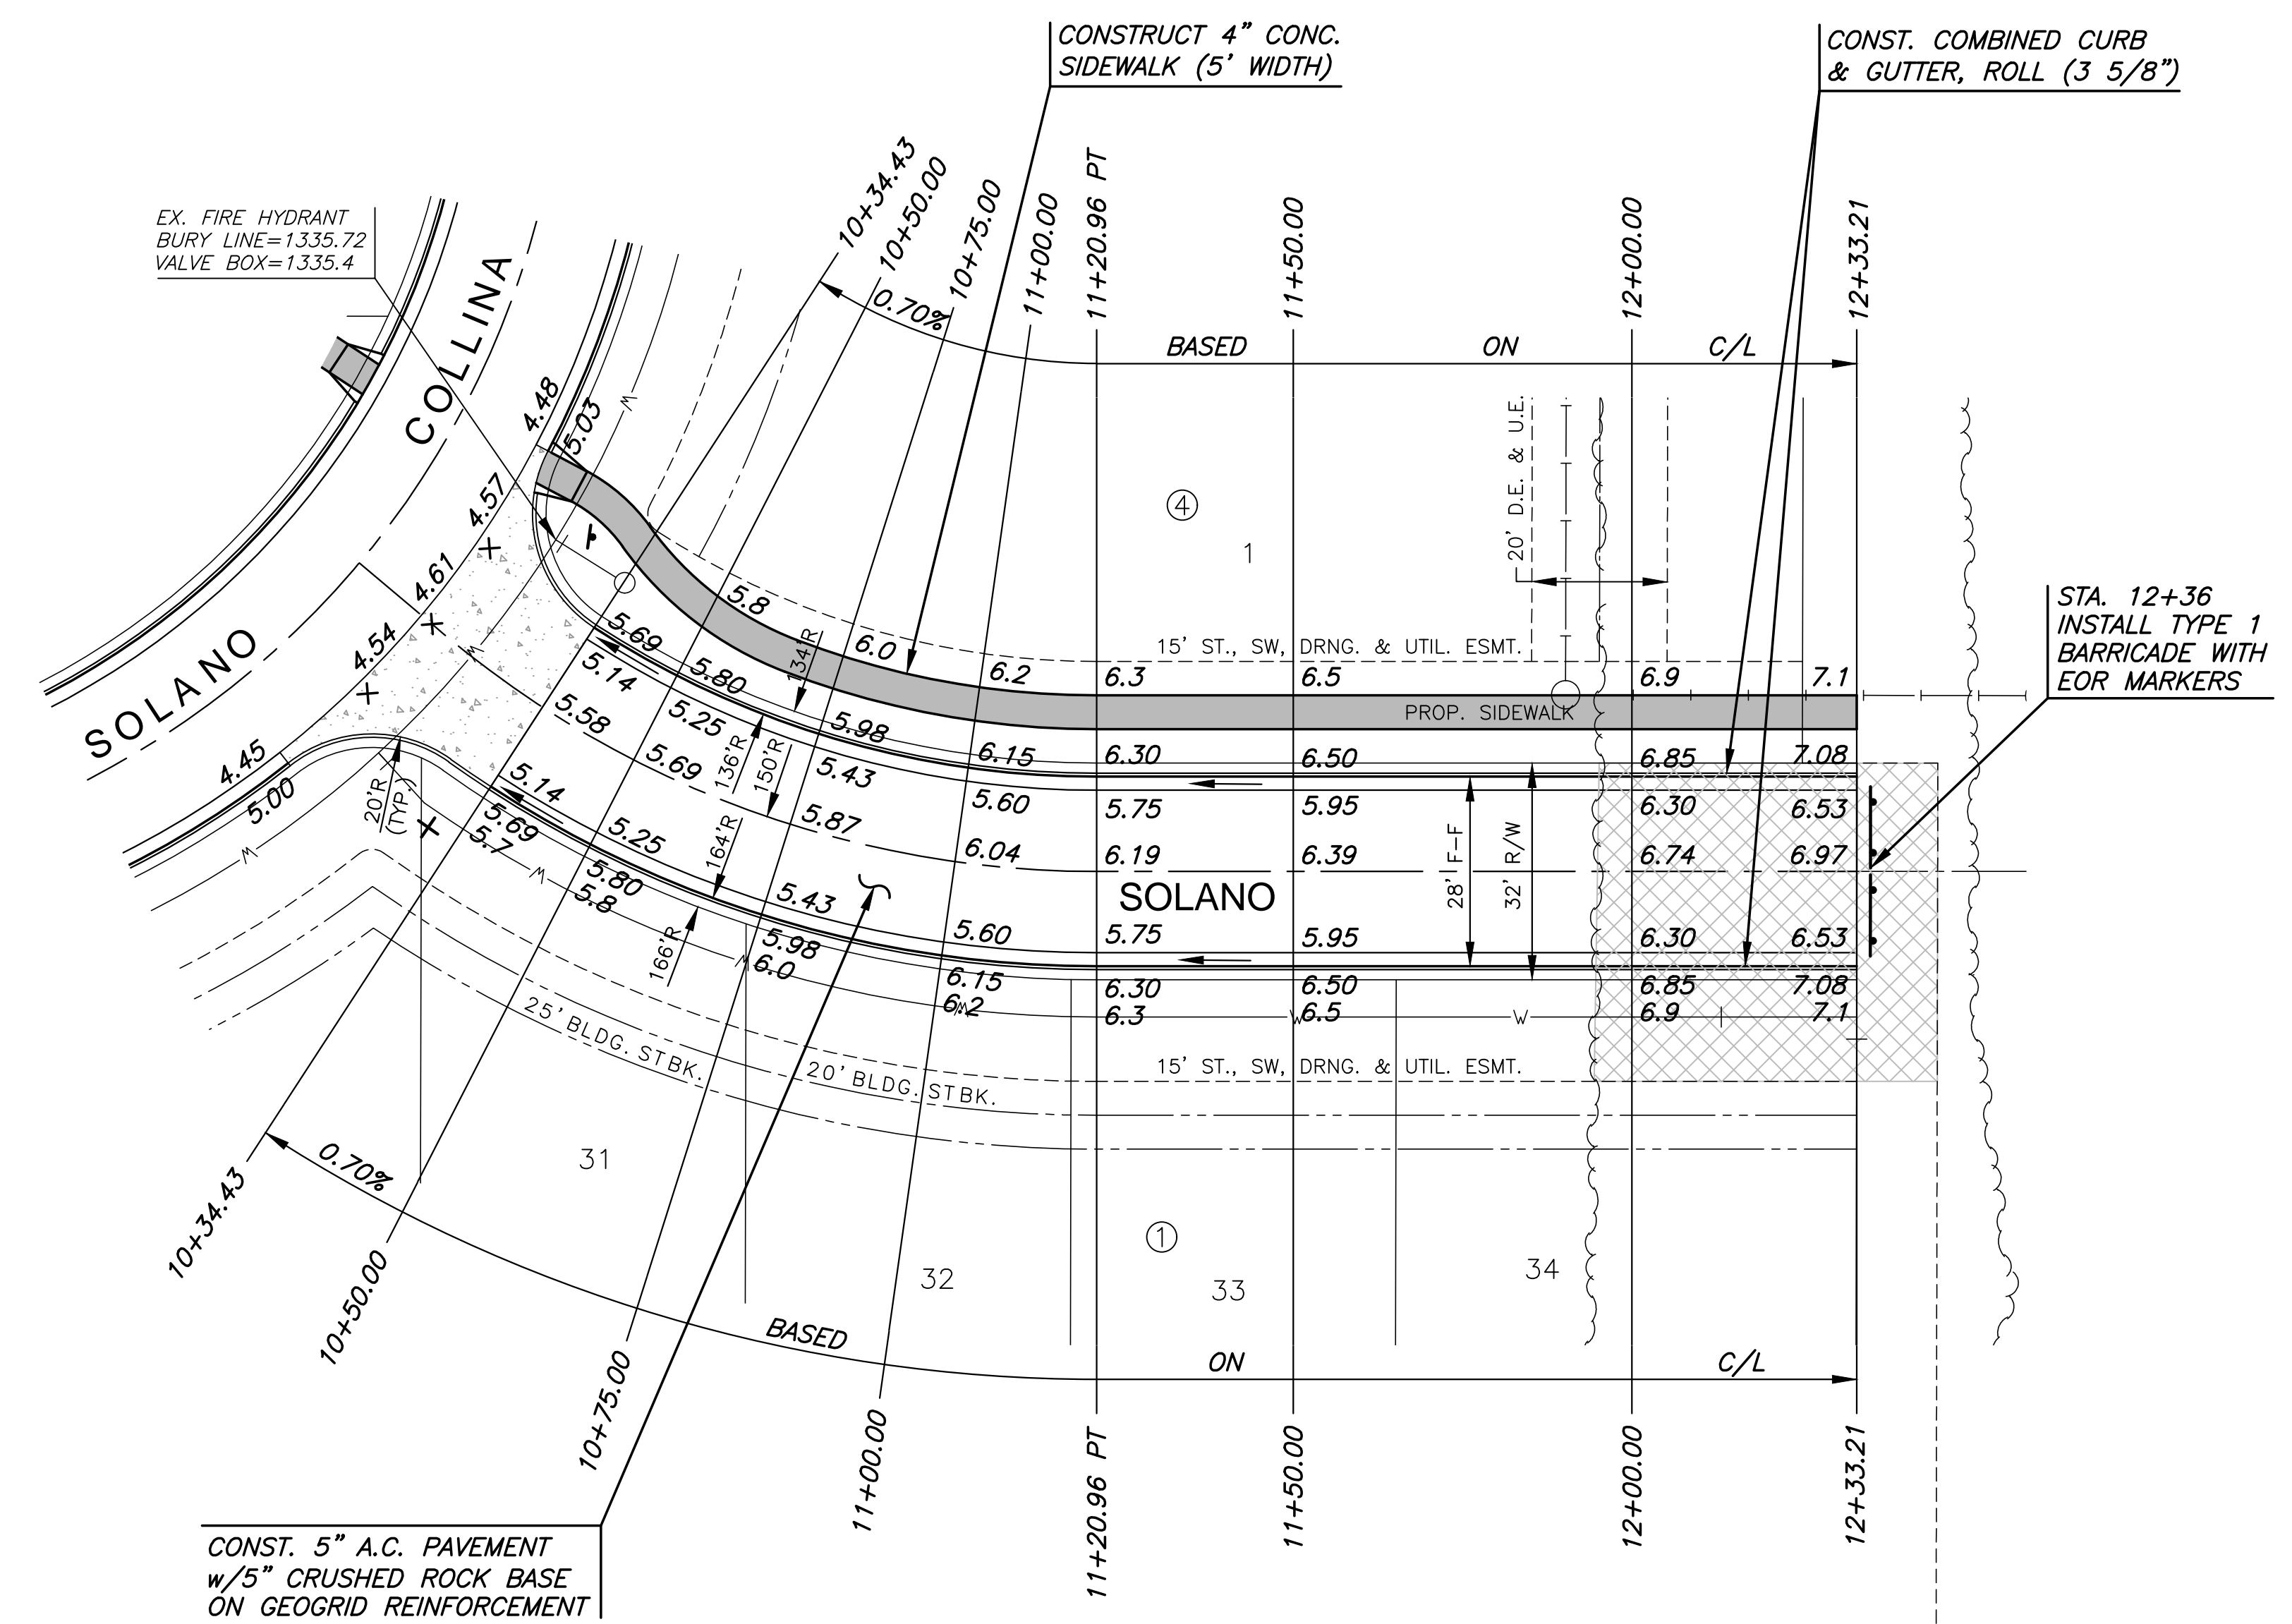 CONSTRUCT 4" CONC.
SIDEWALK (5' WIDTH)
CONST. COMBINED CURB
& GUTTER, ROLL (3 5/8")
EX. FIRE HYDRANT
BURY LINE=1335.72
VALVE BOX=1335.4
10+34.43
10+50.00
10+75.00
11+00.00
11+20.96 PT
11+50.00
12+00.00
12+33.21
0.70%
BASED ON C/L
COLLINA
SOLANO
4.48
5.03
4.57
4.61
4.54
4.45
5.00
W
W
W
W
W
W
W
W
W
20' D.E. & U.E.
4
1
15' ST., SW, DRNG. & UTIL. ESMT.
5.8
6.0
6.2
6.3
6.5
6.9
7.1
PROP. SIDEWALK
134'R
5.69
5.80
5.98
6.15
6.30
6.50
6.85
7.08
5.14
5.25
5.43
5.60
5.75
5.95
6.30
6.53
136'R
150'R
5.58
5.69
5.87
6.04
6.19
6.39
6.74
6.97
SOLANO
28' F-F
32' R/W
164'R
5.14
5.25
5.43
5.60
5.75
5.95
6.30
6.53
20'R
(TYP.)
166'R
5.69
5.80
5.98
6.15
6.30
6.50
6.85
7.08
5.7
5.8
6.0
6.2
6.3
6.5
6.9
7.1
STA. 12+36
INSTALL TYPE 1
BARRICADE WITH
EOR MARKERS
15' ST., SW, DRNG. & UTIL. ESMT.
25' BLDG. STBK.
20' BLDG. STBK.
31
32
1
33
34
0.70%
BASED ON C/L
10+34.43
10+50.00
10+75.00
11+00.00
11+20.96 PT
11+50.00
12+00.00
12+33.21
CONST. 5" A.C. PAVEMENT
w/5" CRUSHED ROCK BASE
ON GEOGRID REINFORCEMENT